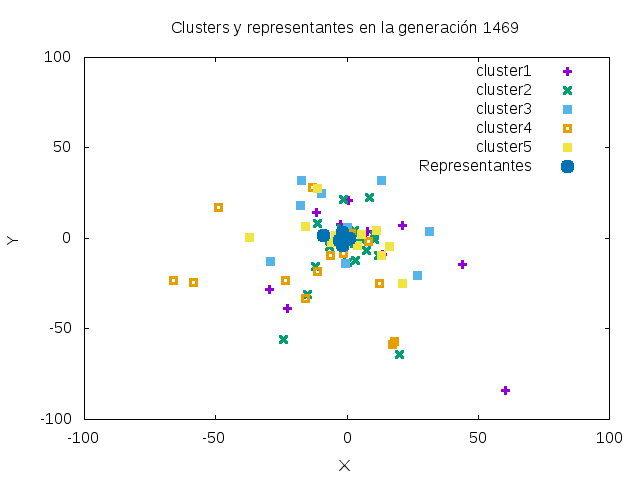 Clusters y representantes en la generación 1469
100
50
0
-50
-100
-100
-50
0
50
100
Y
X
cluster1
cluster2
cluster3
cluster4
cluster5
Representantes